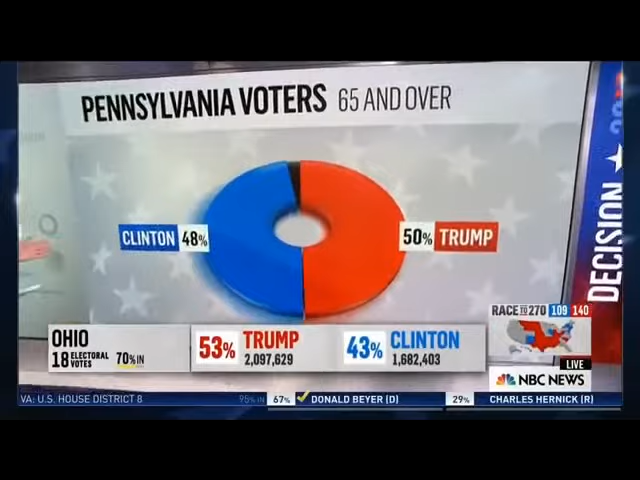 PENNSYLVANIA VOTERS 65 AND OVER
CLINTON 48%
50% TRUMP
DECISION
RACE TO 270 109 140
OHIO
18 ELECTORAL VOTES 70% IN
53% TRUMP
2,097,629
43% CLINTON
1,682,403
LIVE
NBC NEWS
VA: U.S. HOUSE DISTRICT 8 95% IN 67% DONALD BEYER (D) 29% CHARLES HERNICK (R)